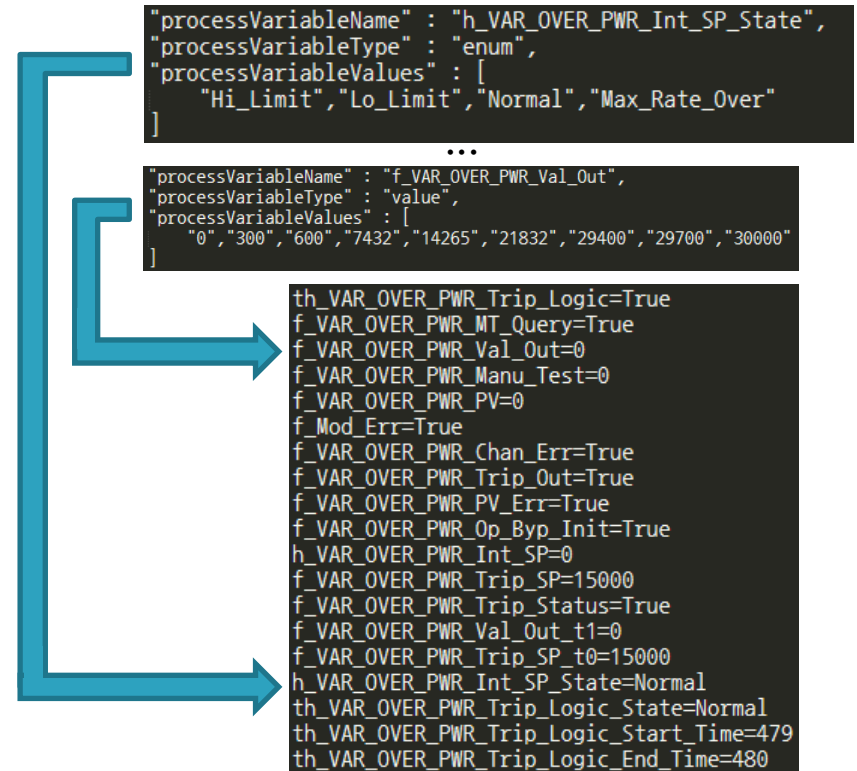 "processVariableName" : "h_VAR_OVER_PWR_Int_SP_State",
"processVariableType" : "enum",
"processVariableValues" : [
"Hi_Limit","Lo_Limit","Normal","Max_Rate_Over"
]
...
"processVariableName" : "f_VAR_OVER_PWR_Val_Out",
"processVariableType" : "value",
"processVariableValues" : [
"0","300","600","7432","14265","21832","29400","29700","30000"
]
th_VAR_OVER_PWR_Trip_Logic=True
f_VAR_OVER_PWR_MT_Query=True
f_VAR_OVER_PWR_Val_Out=0
f_VAR_OVER_PWR_Manu_Test=0
f_VAR_OVER_PWR_PV=0
f_Mod_Err=True
f_VAR_OVER_PWR_Chan_Err=True
f_VAR_OVER_PWR_Trip_Out=True
f_VAR_OVER_PWR_PV_Err=True
f_VAR_OVER_PWR_Op_Byp_Init=True
h_VAR_OVER_PWR_Int_SP=0
f_VAR_OVER_PWR_Trip_SP=15000
f_VAR_OVER_PWR_Trip_Status=True
f_VAR_OVER_PWR_Val_Out_t1=0
f_VAR_OVER_PWR_Trip_SP_t0=15000
h_VAR_OVER_PWR_Int_SP_State=Normal
th_VAR_OVER_PWR_Trip_Logic_State=Normal
th_VAR_OVER_PWR_Trip_Logic_Start_Time=479
th_VAR_OVER_PWR_Trip_Logic_End_Time=480